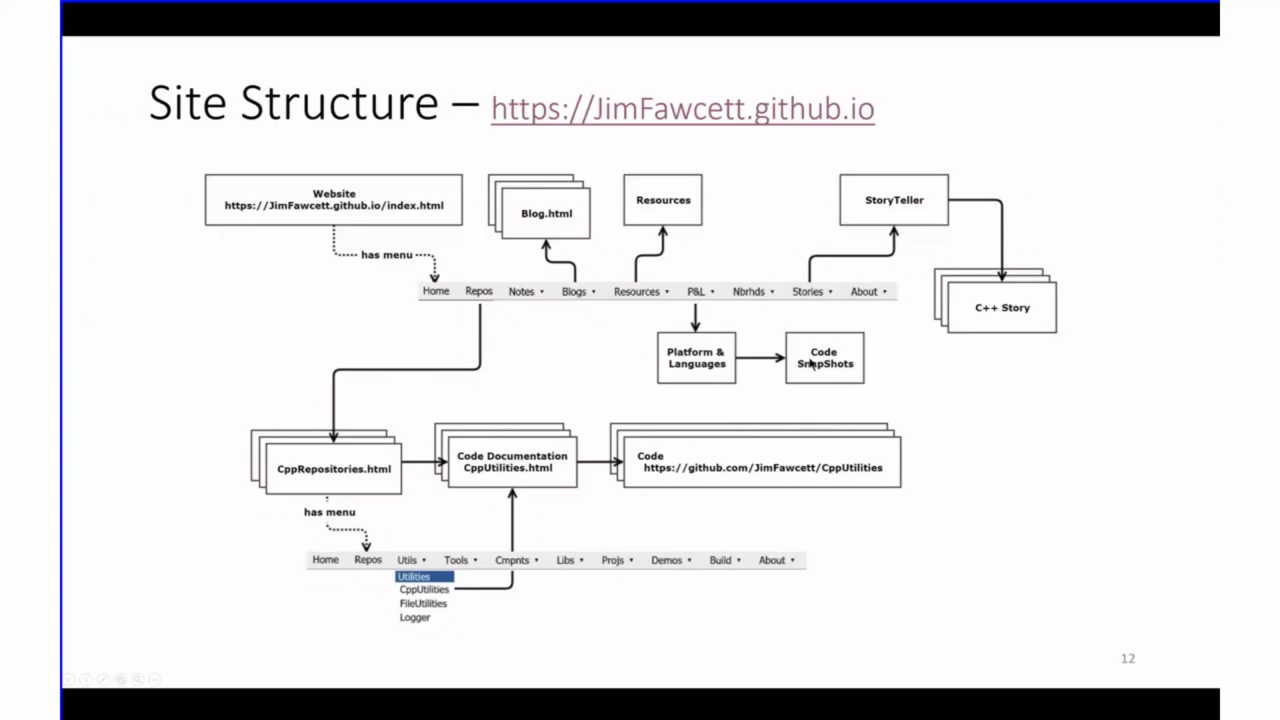 Site Structure – https://JimFawcett.github.io
Website
https://JimFawcett.github.io/index.html
Blog.html
Resources
StoryTeller
has menu
Home Repos Notes Blogs Resources P&L Nbrhds Stories About
C++ Story
Platform &
Languages
Code
SnapShots
CppRepositories.html
Code Documentation
CppUtilities.html
Code
https://github.com/JimFawcett/CppUtilities
has menu
Home Repos Utils Tools Cmpnts Libs Projs Demos Build About
Utilities
CppUtilities
FileUtilities
Logger
12